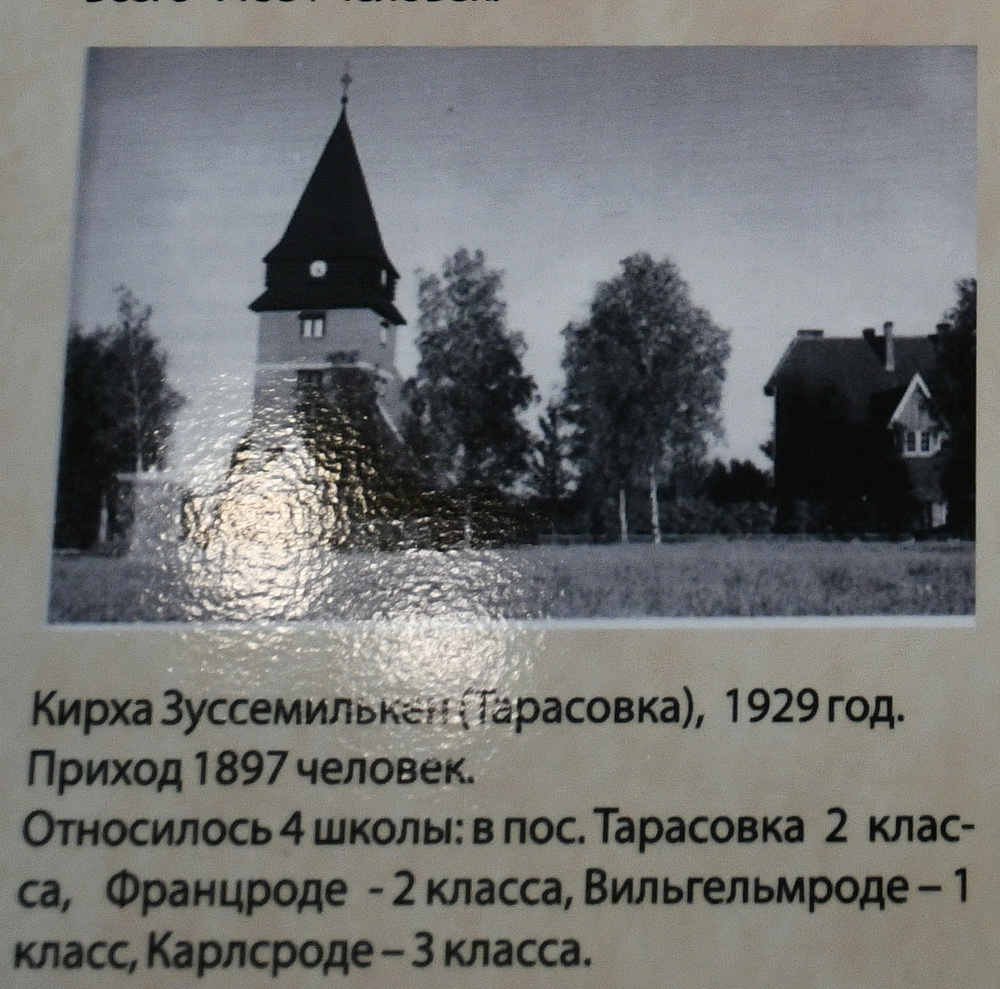 Кирха Зуссемилькен (Тарасовка), 1929 год.
Приход 1897 человек.
Относилось 4 школы: в пос. Тарасовка 2 клас-
са, Францроде - 2 класса, Вильгельмроде – 1
класс, Карлсроде – 3 класса.